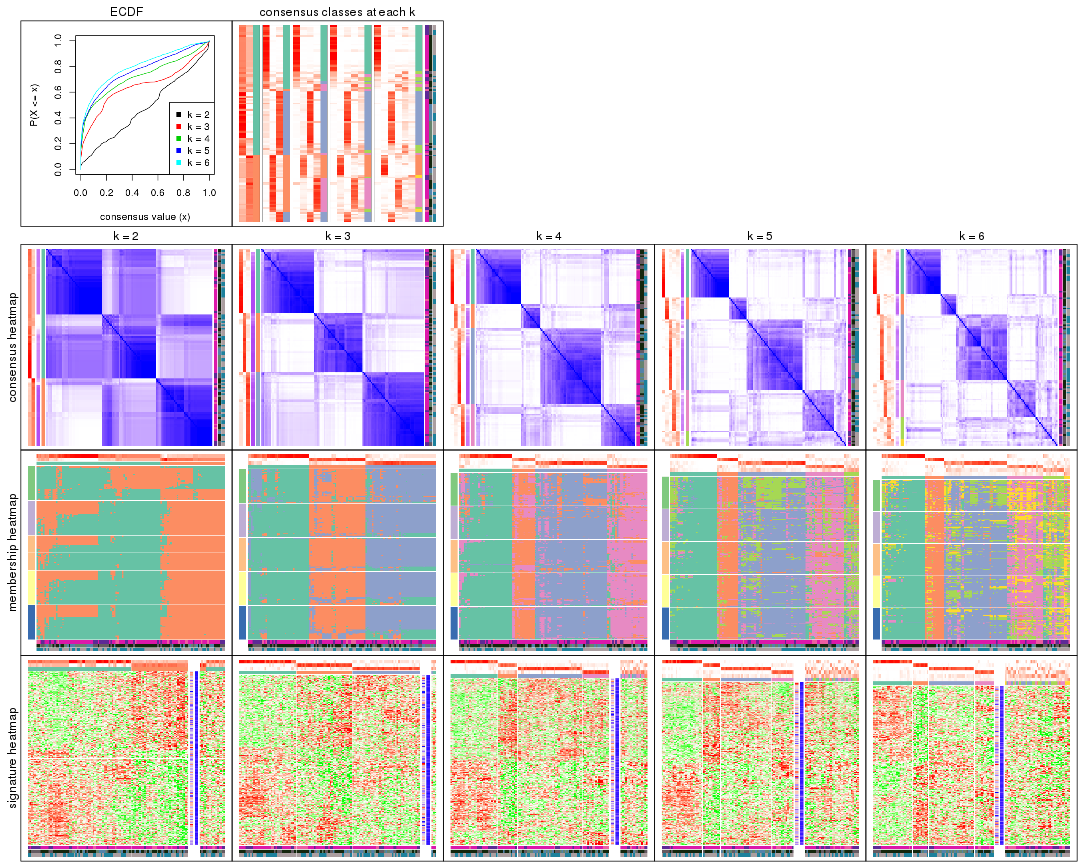 ECDF
consensus classes at each k
P(X <= x)
0.0 0.2 0.4 0.6 0.8 1.0
k = 2
k = 3
k = 4
k = 5
k = 6
0.0 0.2 0.4 0.6 0.8 1.0
consensus value (x)
k = 2 k = 3 k = 4 k = 5 k = 6
consensus heatmap
membership heatmap
signature heatmap